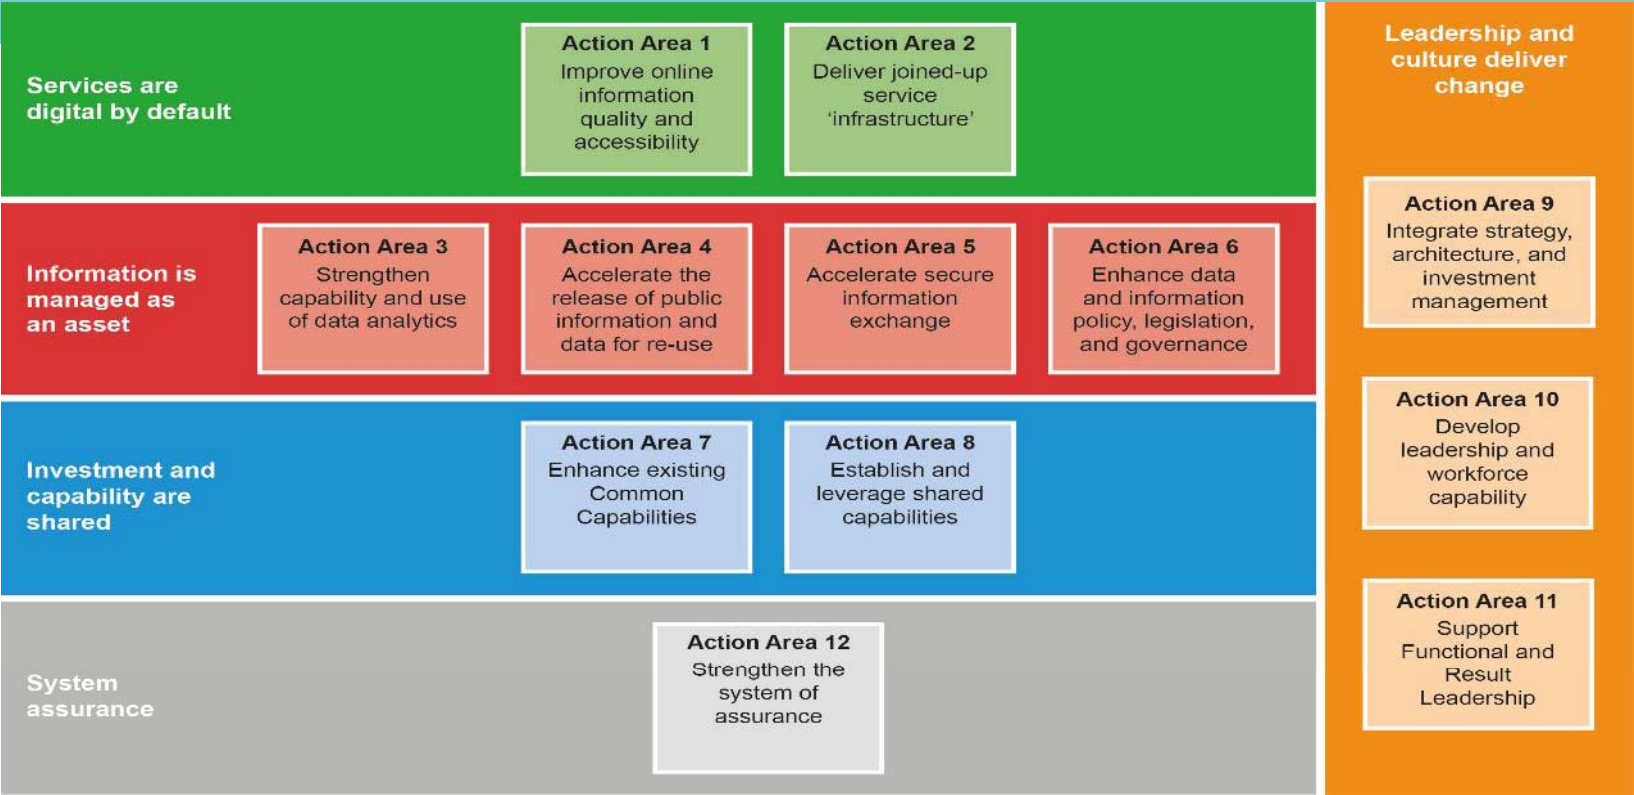 Services are
digital by default
Action Area 1
Improve online
information
quality and
accessibility
Action Area 2
Deliver joined-up
service
‘infrastructure’
Information is
managed as
an asset
Action Area 3
Strengthen
capability and use
of data analytics
Action Area 4
Accelerate the
release of public
information and
data for re-use
Action Area 5
Accelerate secure
information
exchange
Action Area 6
Enhance data
and information
policy, legislation,
and governance
Investment and
capability are
shared
Action Area 7
Enhance existing
Common
Capabilities
Action Area 8
Establish and
leverage shared
capabilities
System
assurance
Action Area 12
Strengthen the
system of
assurance
Leadership and
culture deliver
change
Action Area 9
Integrate strategy,
architecture, and
investment
management
Action Area 10
Develop
leadership and
workforce
capability
Action Area 11
Support
Functional and
Result
Leadership